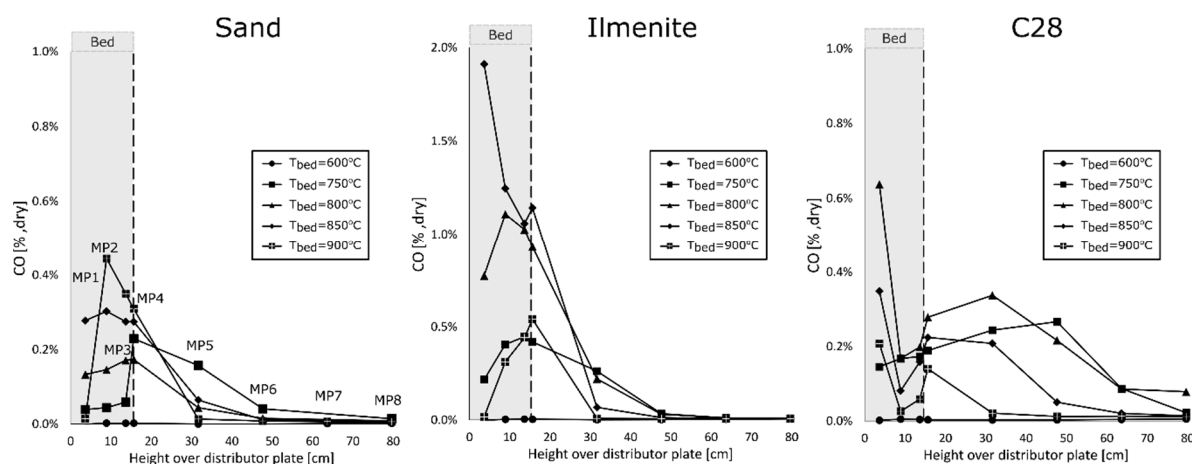 Sand
Bed
1.0%
0.8%
0.6%
0.4%
0.2%
0.0%
CO [% ,dry]
MP1
MP2
MP3
MP4
MP5
MP6
MP7
MP8
Tbed=600°C
Tbed=750°C
Tbed=800°C
Tbed=850°C
Tbed=900°C
0 10 20 30 40 50 60 70 80
Height over distributor plate [cm]
Ilmenite
Bed
2.0%
1.5%
1.0%
0.5%
0.0%
CO [% ,dry]
Tbed=600°C
Tbed=750°C
Tbed=800°C
Tbed=850°C
Tbed=900°C
0 10 20 30 40 50 60 70 80
Height over distributor plate [cm]
C28
Bed
1.0%
0.8%
0.6%
0.4%
0.2%
0.0%
CO [% ,dry]
Tbed=600°C
Tbed=750°C
Tbed=800°C
Tbed=850°C
Tbed=900°C
0 10 20 30 40 50 60 70 80
Height over distributor plate [cm]